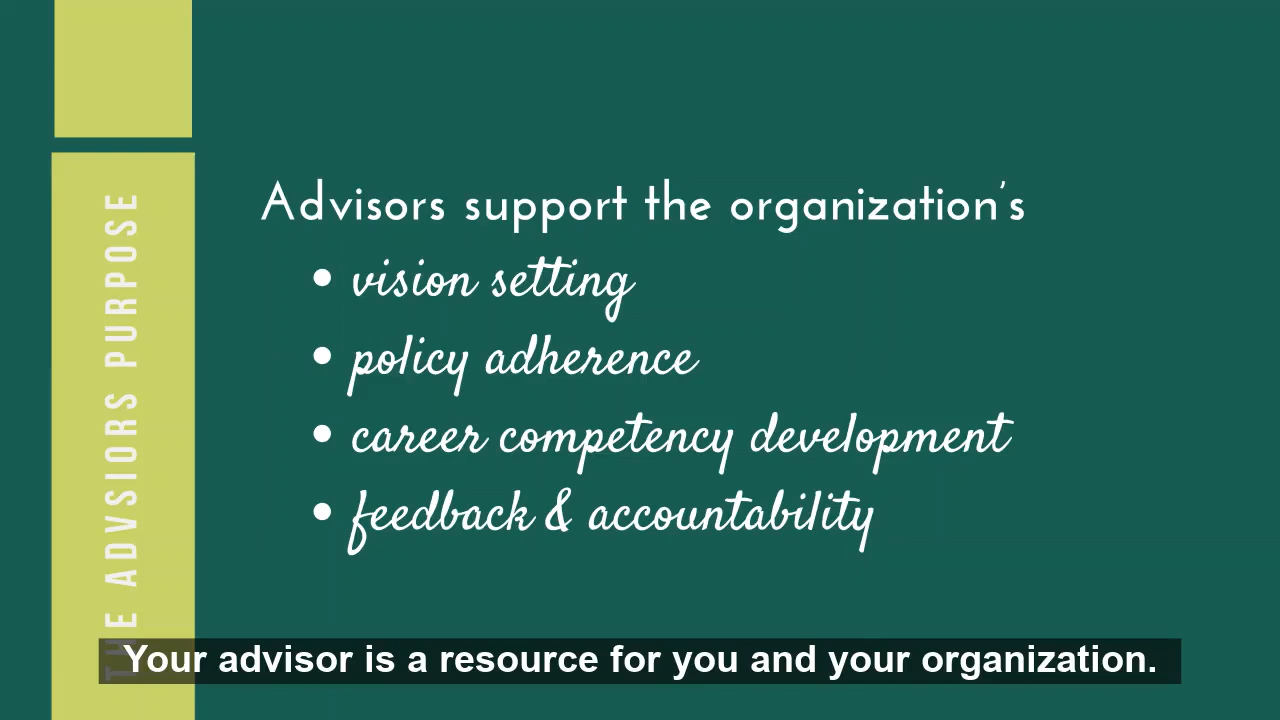 THE ADVSIORS PURPOSE
Advisors support the organization's
• vision setting
• policy adherence
• career competency development
• feedback & accountability
Your advisor is a resource for you and your organization.